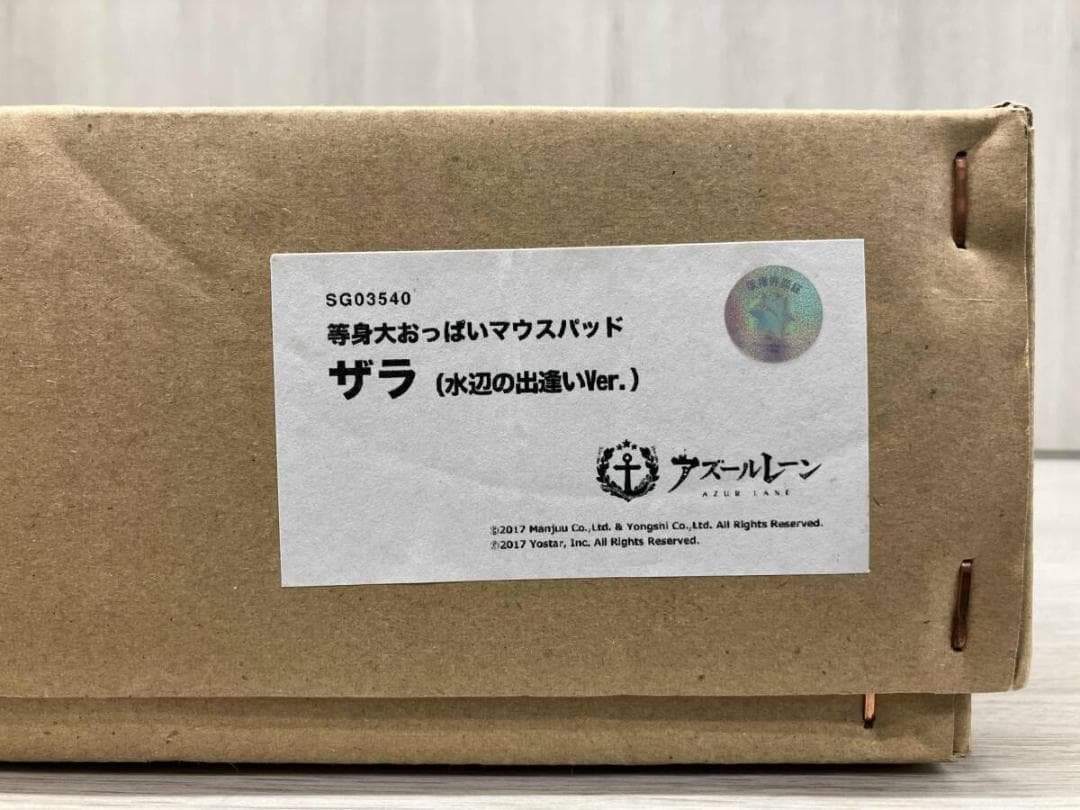 SG03540
等身大おっぱいマウスパッド
ザラ (水辺の出逢いVer.)
アズールレーン
AZUR LANE
©2017 Manjuu Co.,Ltd. & Yongshi Co.,Ltd. All Rights Reserved.
Ⓟ2017 Yostar, Inc. All Rights Reserved.